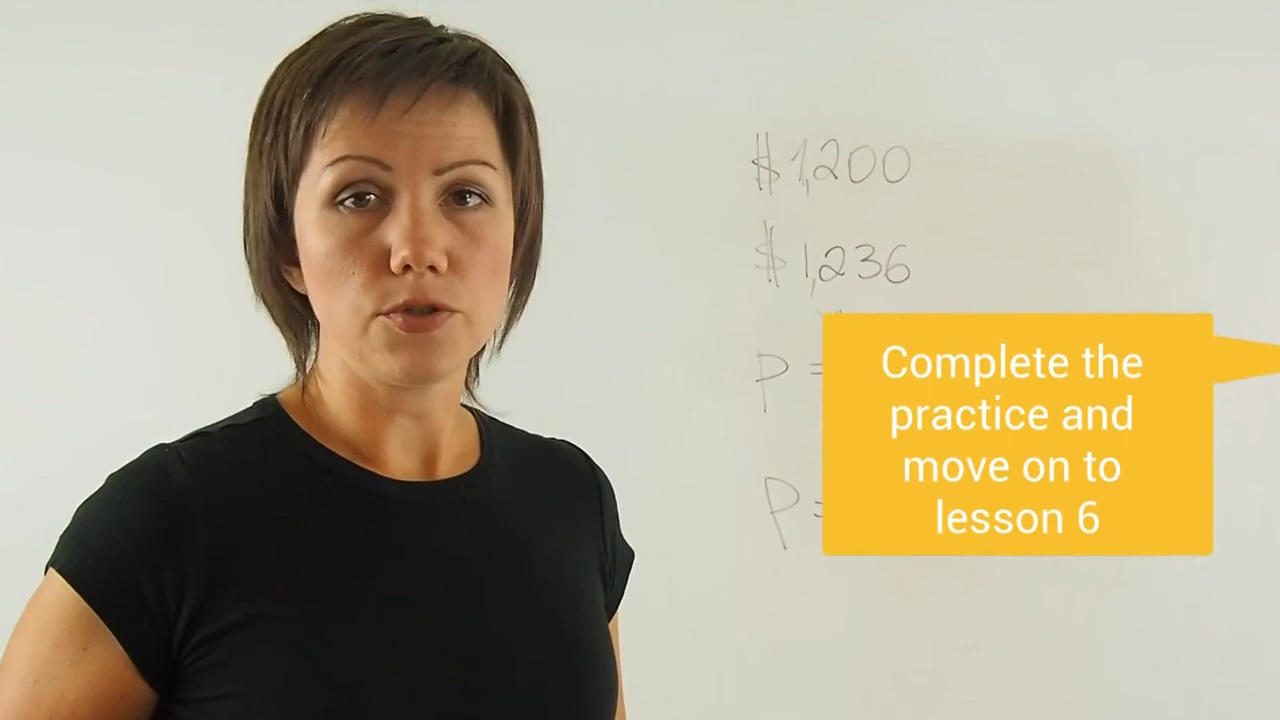 $1,200
$1,236
P =
P =
Complete the
practice and
move on to
lesson 6